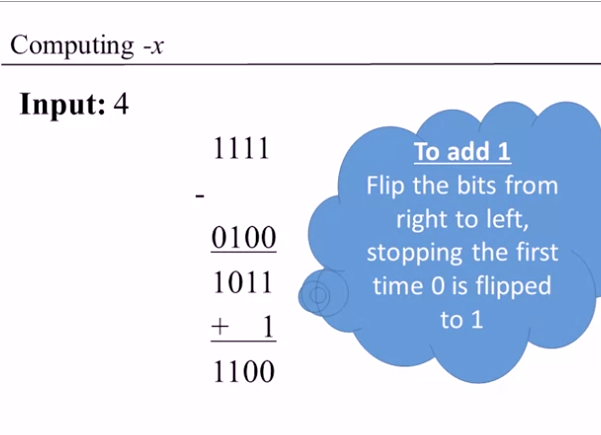 Computing -x
Input: 4
1111
-
0100
1011
+ 1
1100
To add 1
Flip the bits from
right to left,
stopping the first
time 0 is flipped
to 1